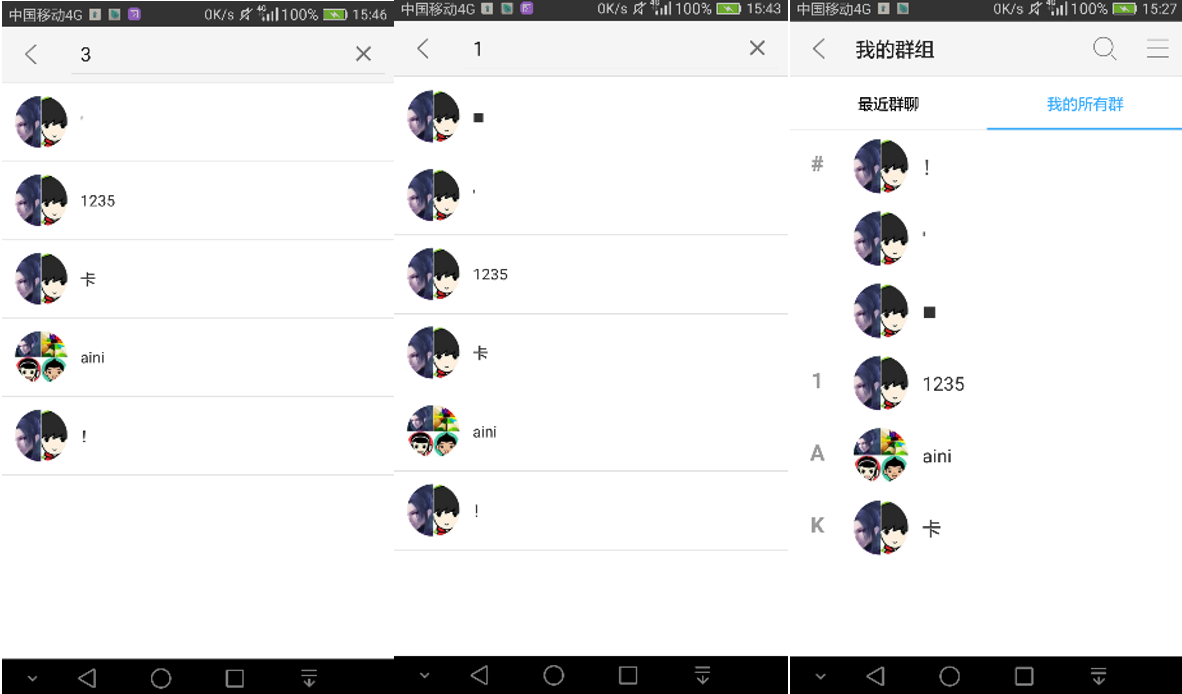 中国移动4G 0K/s 4G 100% 15:46
3
'
1235
卡
aini
!
中国移动4G 0K/s 4G 100% 15:43
1
■
'
1235
卡
aini
!
中国移动4G 0K/s 4G 100% 15:27
我的群组
最近群聊 我的所有群
# !
'
■
1 1235
A aini
K 卡